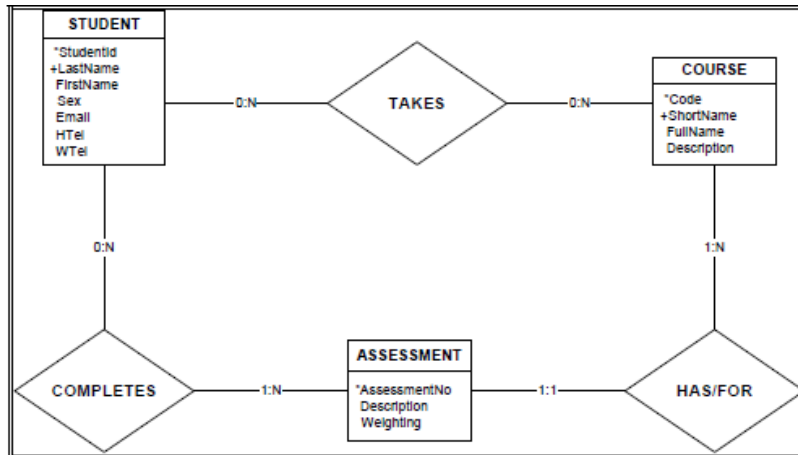 STUDENT
*StudentId
+LastName
FirstName
Sex
Email
HTel
WTel
0:N
TAKES
0:N
COURSE
*Code
+ShortName
FullName
Description
0:N
1:N
COMPLETES
1:N
ASSESSMENT
*AssessmentNo
Description
Weighting
1:1
HAS/FOR